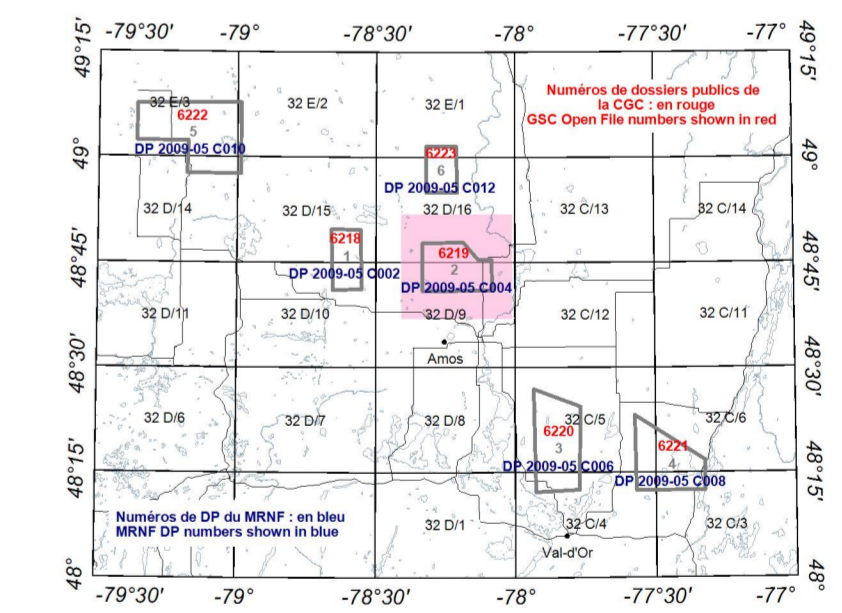 -79°30' -79° -78°30' -78° -77°30' -77°
49°15' 49°15'
32 E/3 32 E/2 32 E/1
Numéros de dossiers publics de
la CGC : en rouge
GSC Open File numbers shown in red
6222
5
DP 2009-05 C010
49° 49°
6223
6
DP 2009-05 C012
32 D/14 32 D/15 32 D/16 32 C/13 32 C/14
6218
1
DP 2009-05 C002
6219
2
DP 2009-05 C004
48°45' 48°45'
32 D/11 32 D/10 32 D/9 32 C/12 32 C/11
Amos
48°30' 48°30'
32 D/6 32 D/7 32 D/8 32 C/5 32 C/6
6220
3
DP 2009-05 C006
6221
4
DP 2009-05 C008
48°15' 48°15'
Numéros de DP du MRNF : en bleu
MRNF DP numbers shown in blue
32 D/1 32 C/4 32 C/3
Val-d'Or
48° 48°
-79°30' -79° -78°30' -78° -77°30' -77°